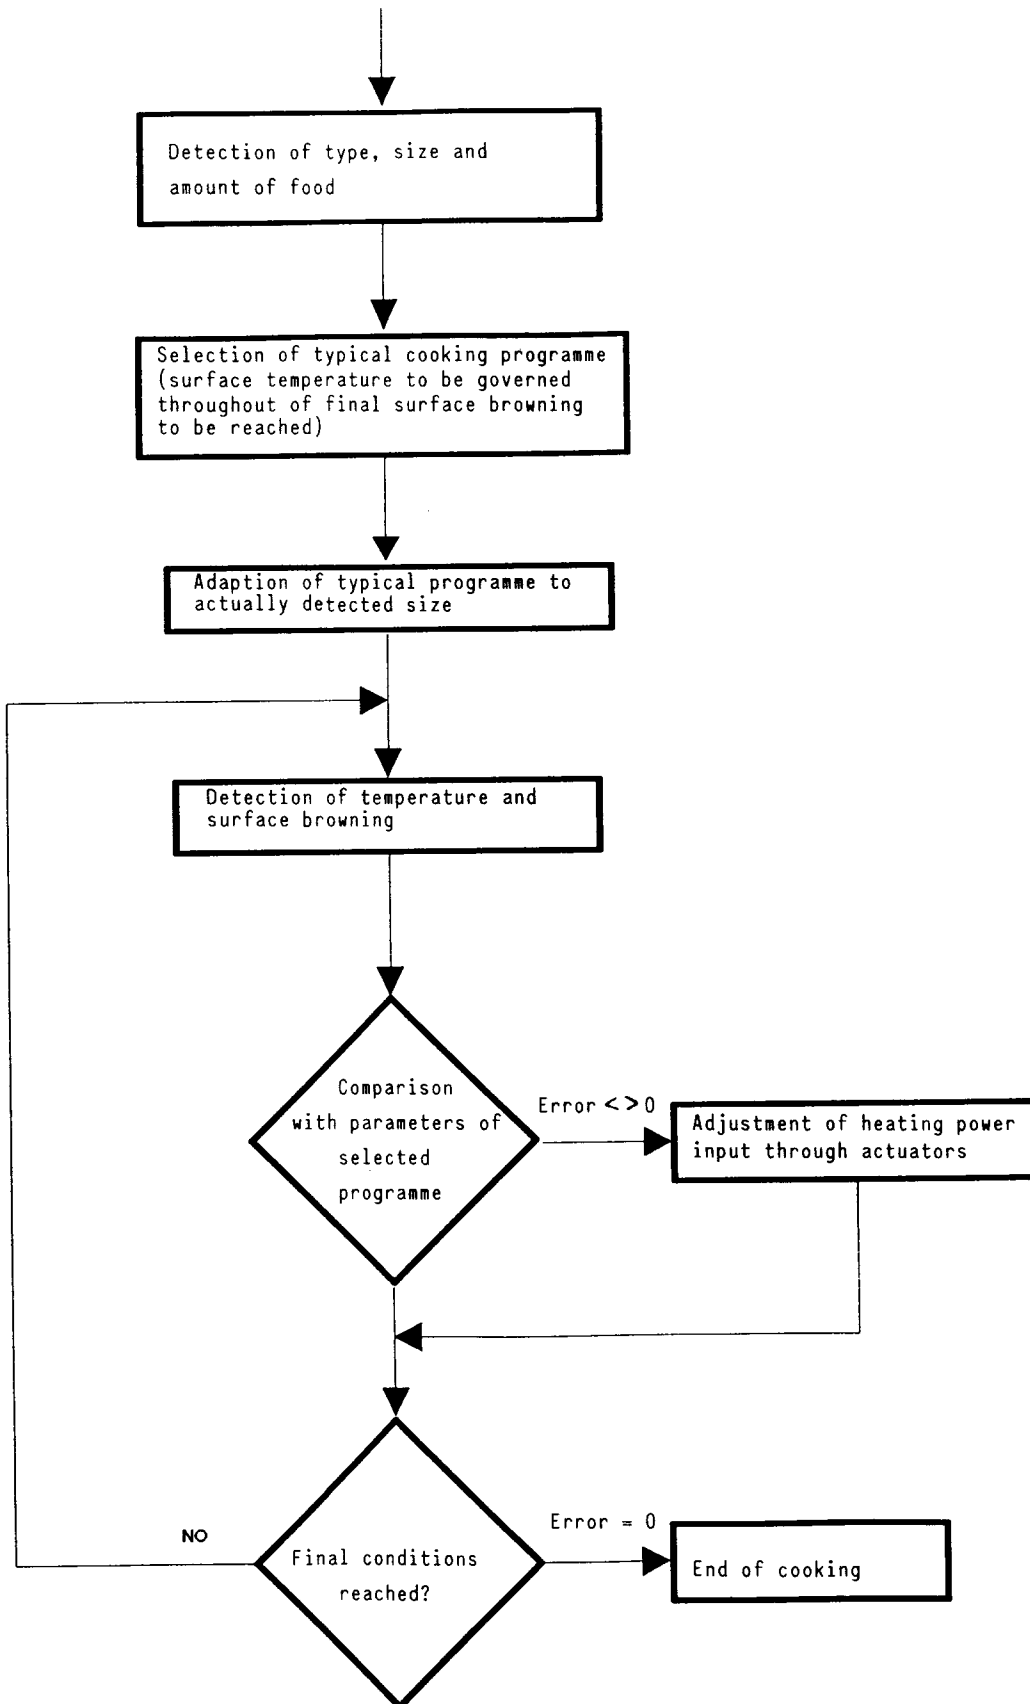 Detection of type, size and
amount of food
Selection of typical cooking programme
(surface temperature to be governed
throughout of final surface browning
to be reached)
Adaption of typical programme to
actually detected size
Detection of temperature and
surface browning
Comparison
with parameters of
selected
programme
Error <>0
Adjustment of heating power
input through actuators
NO
Final conditions
reached?
Error = 0
End of cooking